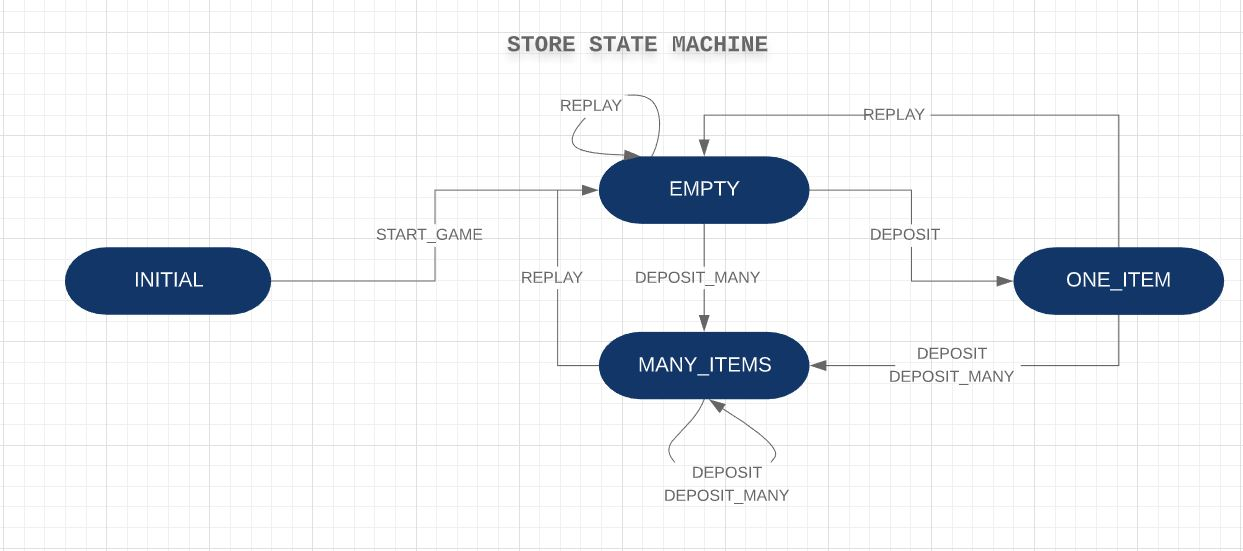 STORE STATE MACHINE
REPLAY
REPLAY
EMPTY
START_GAME
DEPOSIT
INITIAL
REPLAY
DEPOSIT_MANY
ONE_ITEM
MANY_ITEMS
DEPOSIT
DEPOSIT_MANY
DEPOSIT
DEPOSIT_MANY